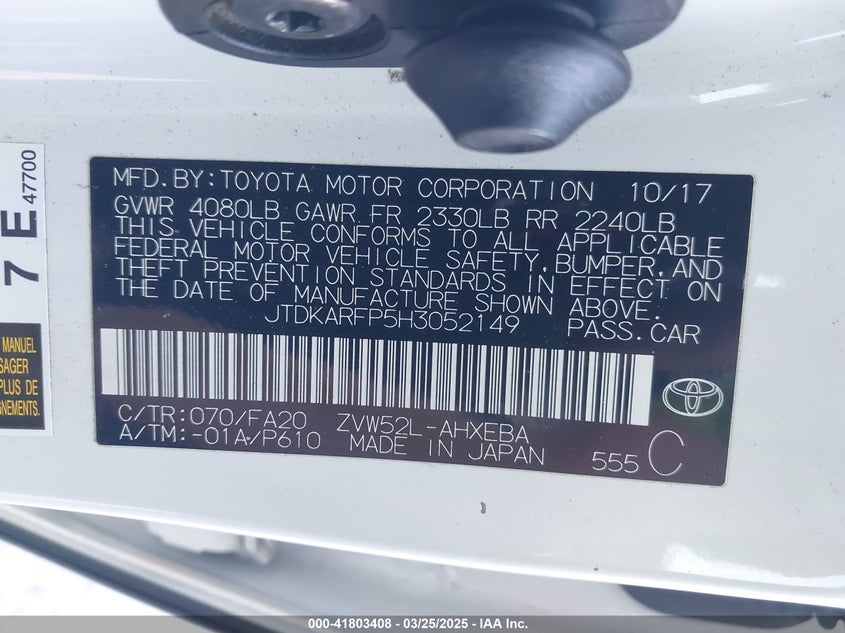 MFD.BY:TOYOTA MOTOR CORPORATION 10/17
GVWR 4080LB GAWR FR 2330LB RR 2240LB
THIS VEHICLE CONFORMS TO ALL APPLICABLE
FEDERAL MOTOR VEHICLE SAFETY,BUMPER,AND
THEFT PREVENTION STANDARDS IN EFFECT ON
THE DATE OF MANUFACTURE SHOWN ABOVE.
JTDKARFP5H3052149 PASS.CAR
C/TR:070/FA20 ZVW52L-AHXEBA
A/TM:-01A/P610 MADE IN JAPAN 555 C
7 E 47700
MANUEL
PLUS DE
000-41803408 - 03/25/2025 - IAA Inc.